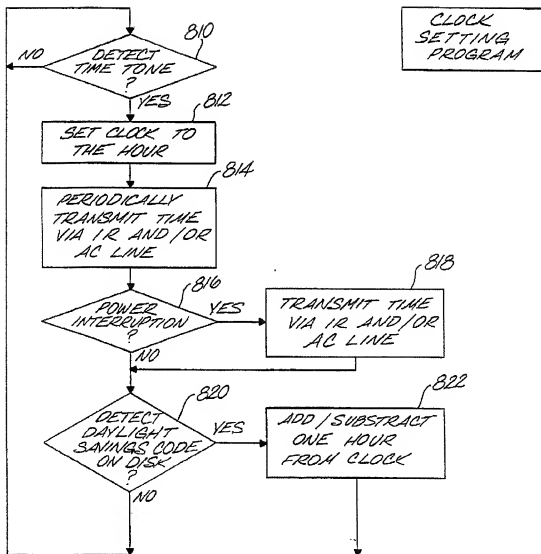 810
NO
DETECT
TIME TONE
?
YES
812
SET CLOCK TO
THE HOUR
814
PERIODICALLY
TRANSMIT TIME
VIA IR AND/OR
AC LINE
816
POWER
INTERRUPTION
?
YES
818
TRANSMIT TIME
VIA IR AND/OR
AC LINE
NO
820
DETECT
DAYLIGHT
SAVINGS CODE
ON DISK
?
YES
822
ADD/SUBSTRACT
ONE HOUR
FROM CLOCK
NO
CLOCK
SETTING
PROGRAM